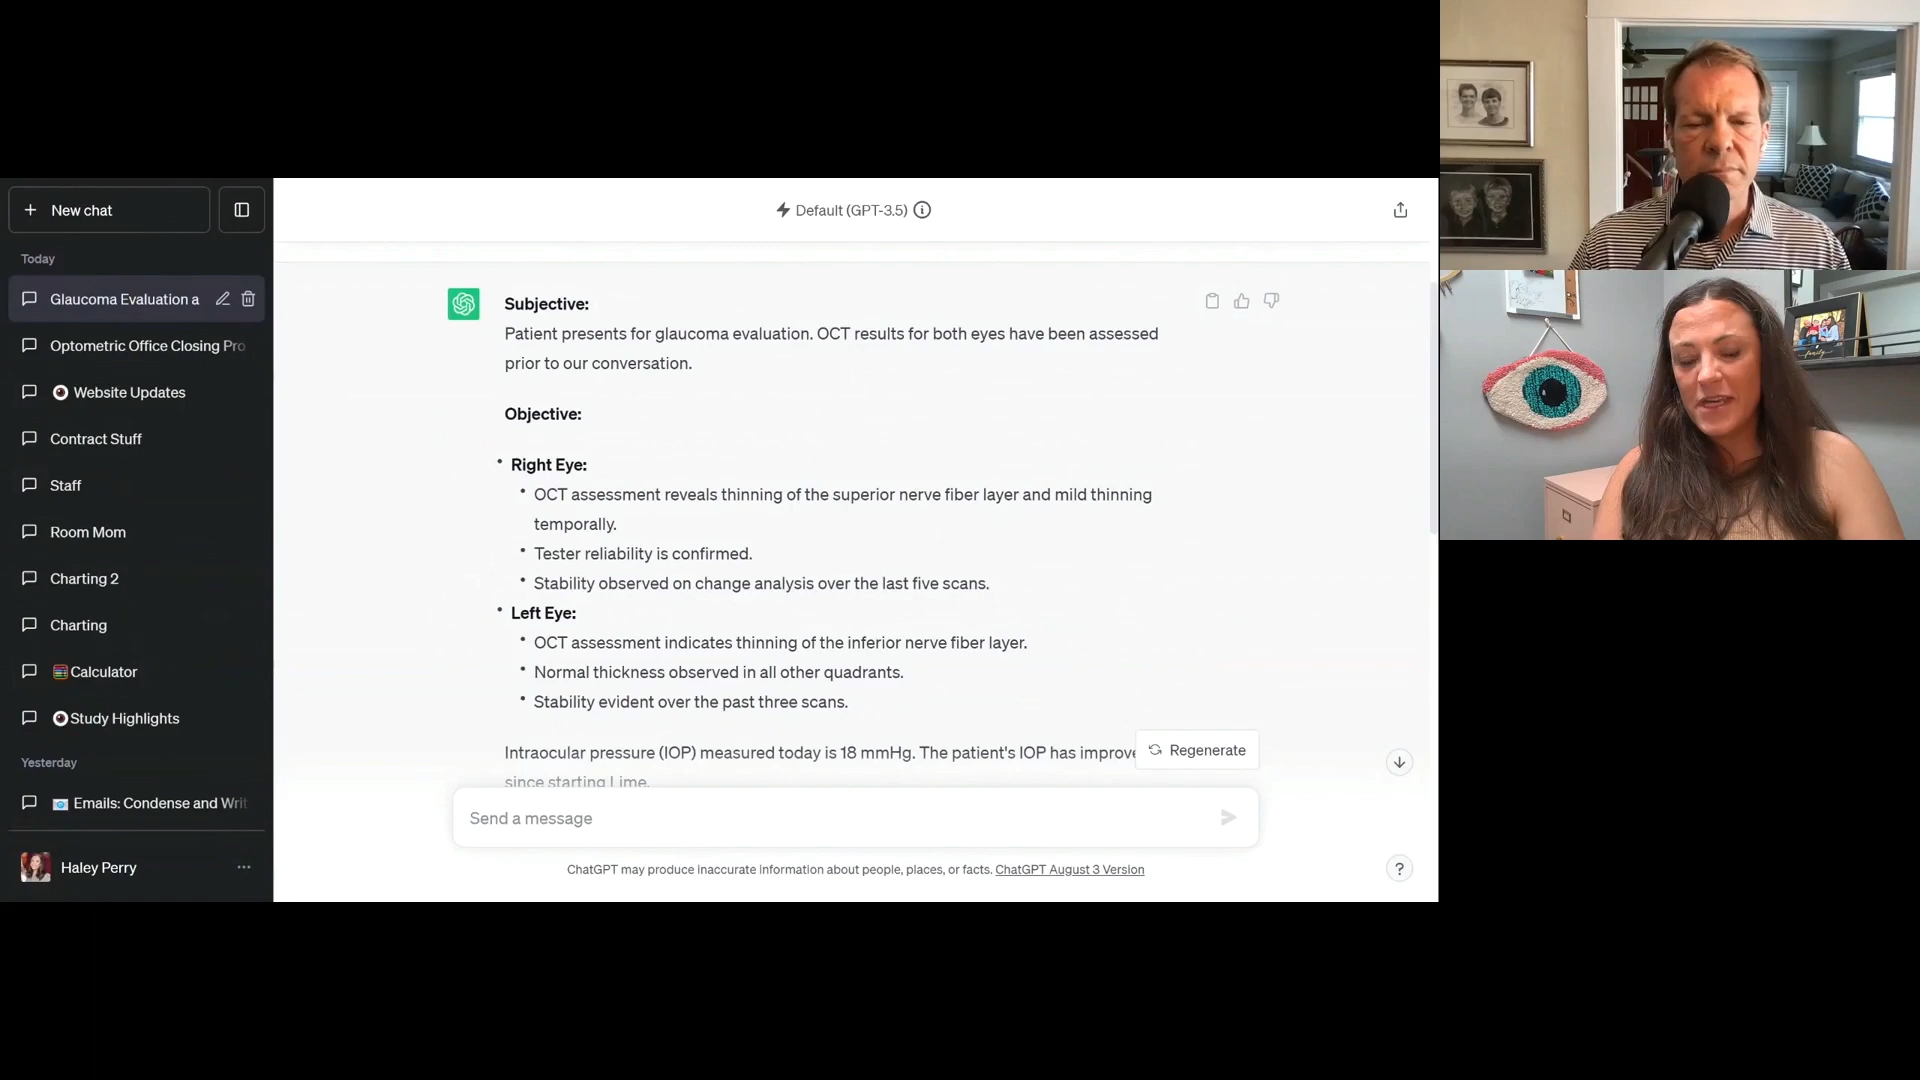 New chat
Today
Glaucoma Evaluation a
Optometric Office Closing Pro
Website Updates
Contract Stuff
Staff
Room Mom
Charting 2
Charting
Calculator
Study Highlights
Yesterday
Emails: Condense and Writ
Haley Perry
Default (GPT-3.5)
Subjective:
Patient presents for glaucoma evaluation. OCT results for both eyes have been assessed
prior to our conversation.
Objective:
Right Eye:
OCT assessment reveals thinning of the superior nerve fiber layer and mild thinning
temporally.
Tester reliability is confirmed.
Stability observed on change analysis over the last five scans.
Left Eye:
OCT assessment indicates thinning of the inferior nerve fiber layer.
Normal thickness observed in all other quadrants.
Stability evident over the past three scans.
Intraocular pressure (IOP) measured today is 18 mmHg. The patient's IOP has improve
since starting Lime.
Regenerate
Send a message
ChatGPT may produce inaccurate information about people, places, or facts. ChatGPT August 3 Version
?
family